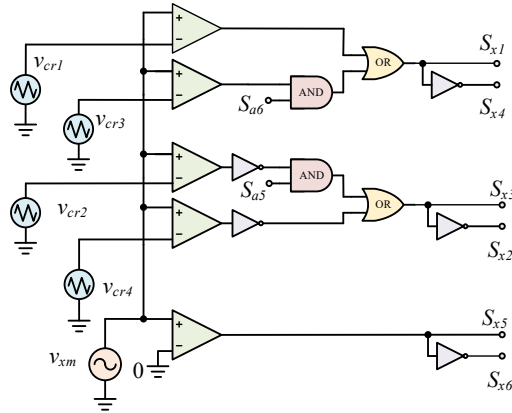 +
−
v_cr1
OR
S_x1
+
−
AND
S_x4
v_cr3
S_a6
+
−
AND
v_cr2
S_a5
OR
S_x3
+
−
S_x2
v_cr4
+
−
S_x5
v_xm
0
S_x6